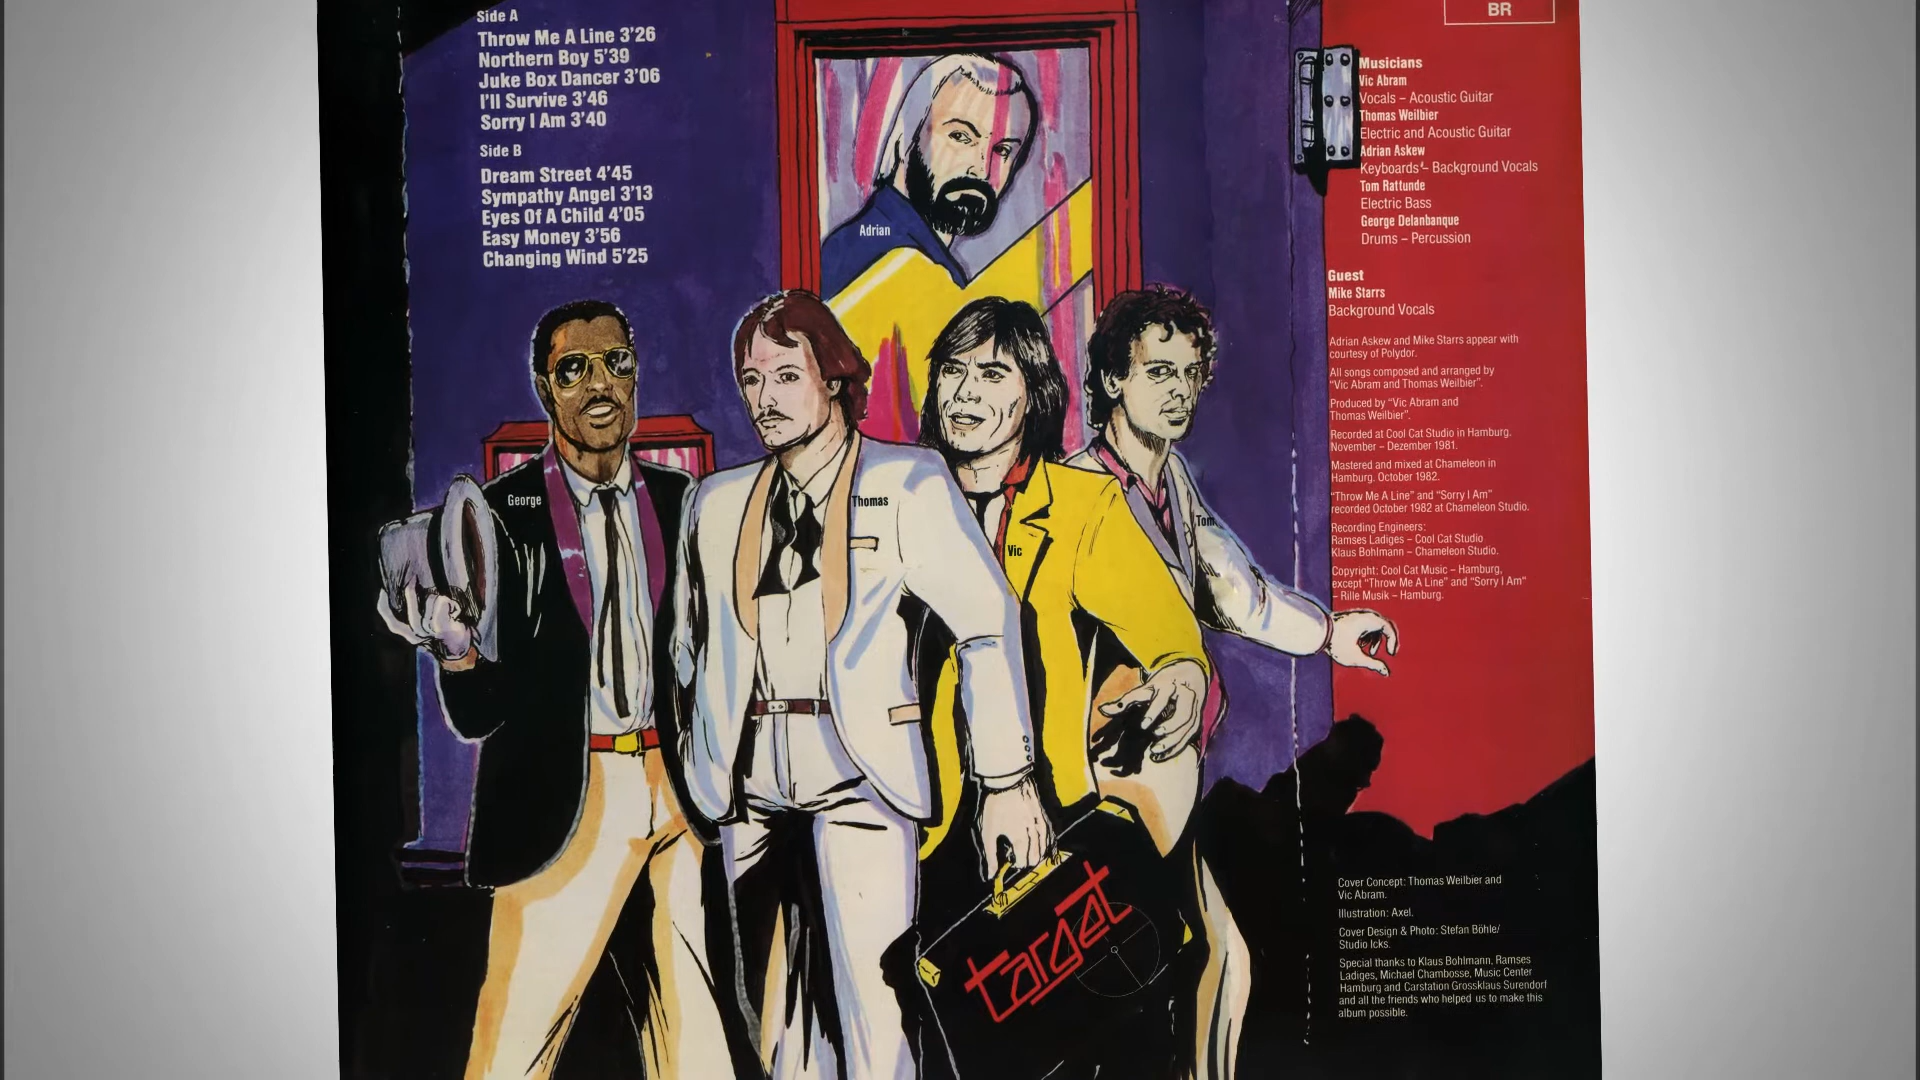 Side A
Throw Me A Line 3'26
Northern Boy 5'39
Juke Box Dancer 3'06
I'll Survive 3'46
Sorry I Am 3'40
Side B
Dream Street 4'45
Sympathy Angel 3'13
Eyes Of A Child 4'05
Easy Money 3'56
Changing Wind 5'25
Adrian
George
Thomas
Vic
Tom
target
BR
Musicians
Vic Abram
Vocals – Acoustic Guitar
Thomas Weilbier
Electric and Acoustic Guitar
Adrian Askew
Keyboards – Background Vocals
Tom Rattunde
Electric Bass
George Delanbanque
Drums – Percussion
Guest
Mike Starrs
Background Vocals
Adrian Askew and Mike Starrs appear with
courtesy of Polydor.
All songs composed and arranged by
"Vic Abram and Thomas Weilbier".
Produced by "Vic Abram and
Thomas Weilbier".
Recorded at Cool Cat Studio in Hamburg.
November – Dezember 1981.
Mastered and mixed at Chameleon in
Hamburg. October 1982.
"Throw Me A Line" and "Sorry I Am"
recorded October 1982 at Chameleon Studio.
Recording Engineers:
Ramses Ladiges – Cool Cat Studio
Klaus Bohlmann – Chameleon Studio.
Copyright: Cool Cat Music – Hamburg,
except "Throw Me A Line" and "Sorry I Am"
– Rille Musik – Hamburg.
Cover Concept: Thomas Weilbier and
Vic Abram.
Illustration: Axel.
Cover Design & Photo: Stefan Böhle/
Studio Icks.
Special thanks to Klaus Bohlmann, Ramses
Ladiges, Michael Chambosse, Music Center
Hamburg and Carstation Grossklaus Surendorf
and all the friends who helped us to make this
album possible.